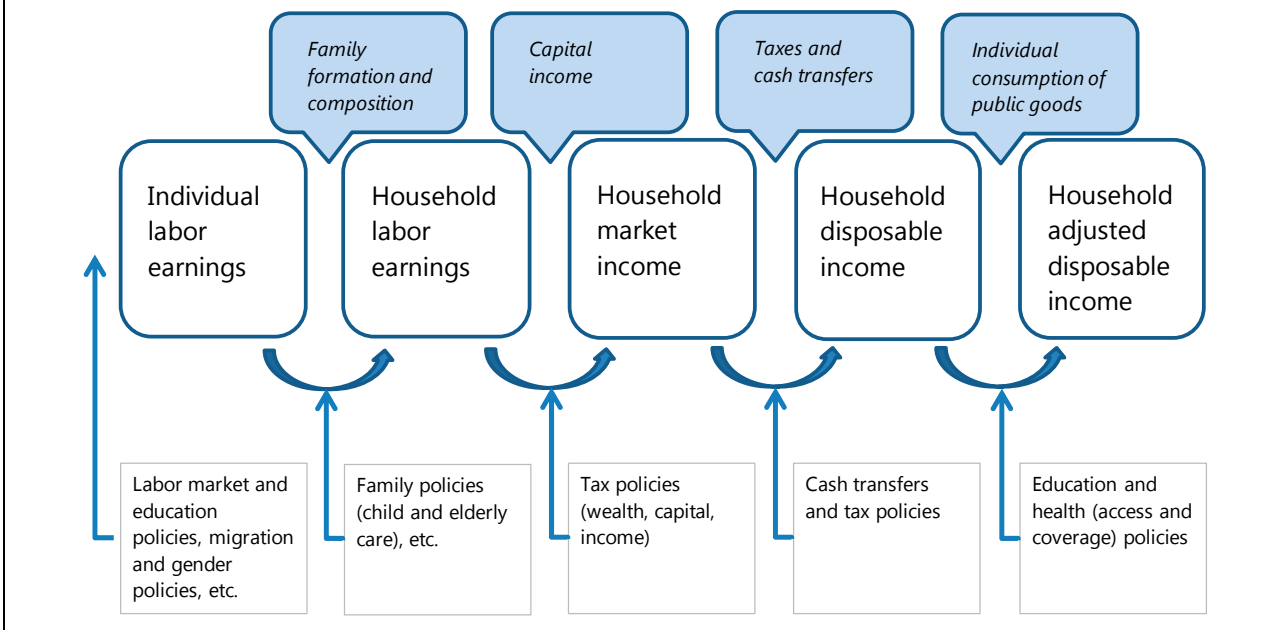 Family
formation and
composition
Capital
income
Taxes and
cash transfers
Individual
consumption of
public goods
Individual
labor
earnings
Household
labor
earnings
Household
market
income
Household
disposable
income
Household
adjusted
disposable
income
Labor market and
education
policies, migration
and gender
policies, etc.
Family policies
(child and elderly
care), etc.
Tax policies
(wealth, capital,
income)
Cash transfers
and tax policies
Education and
health (access and
coverage) policies